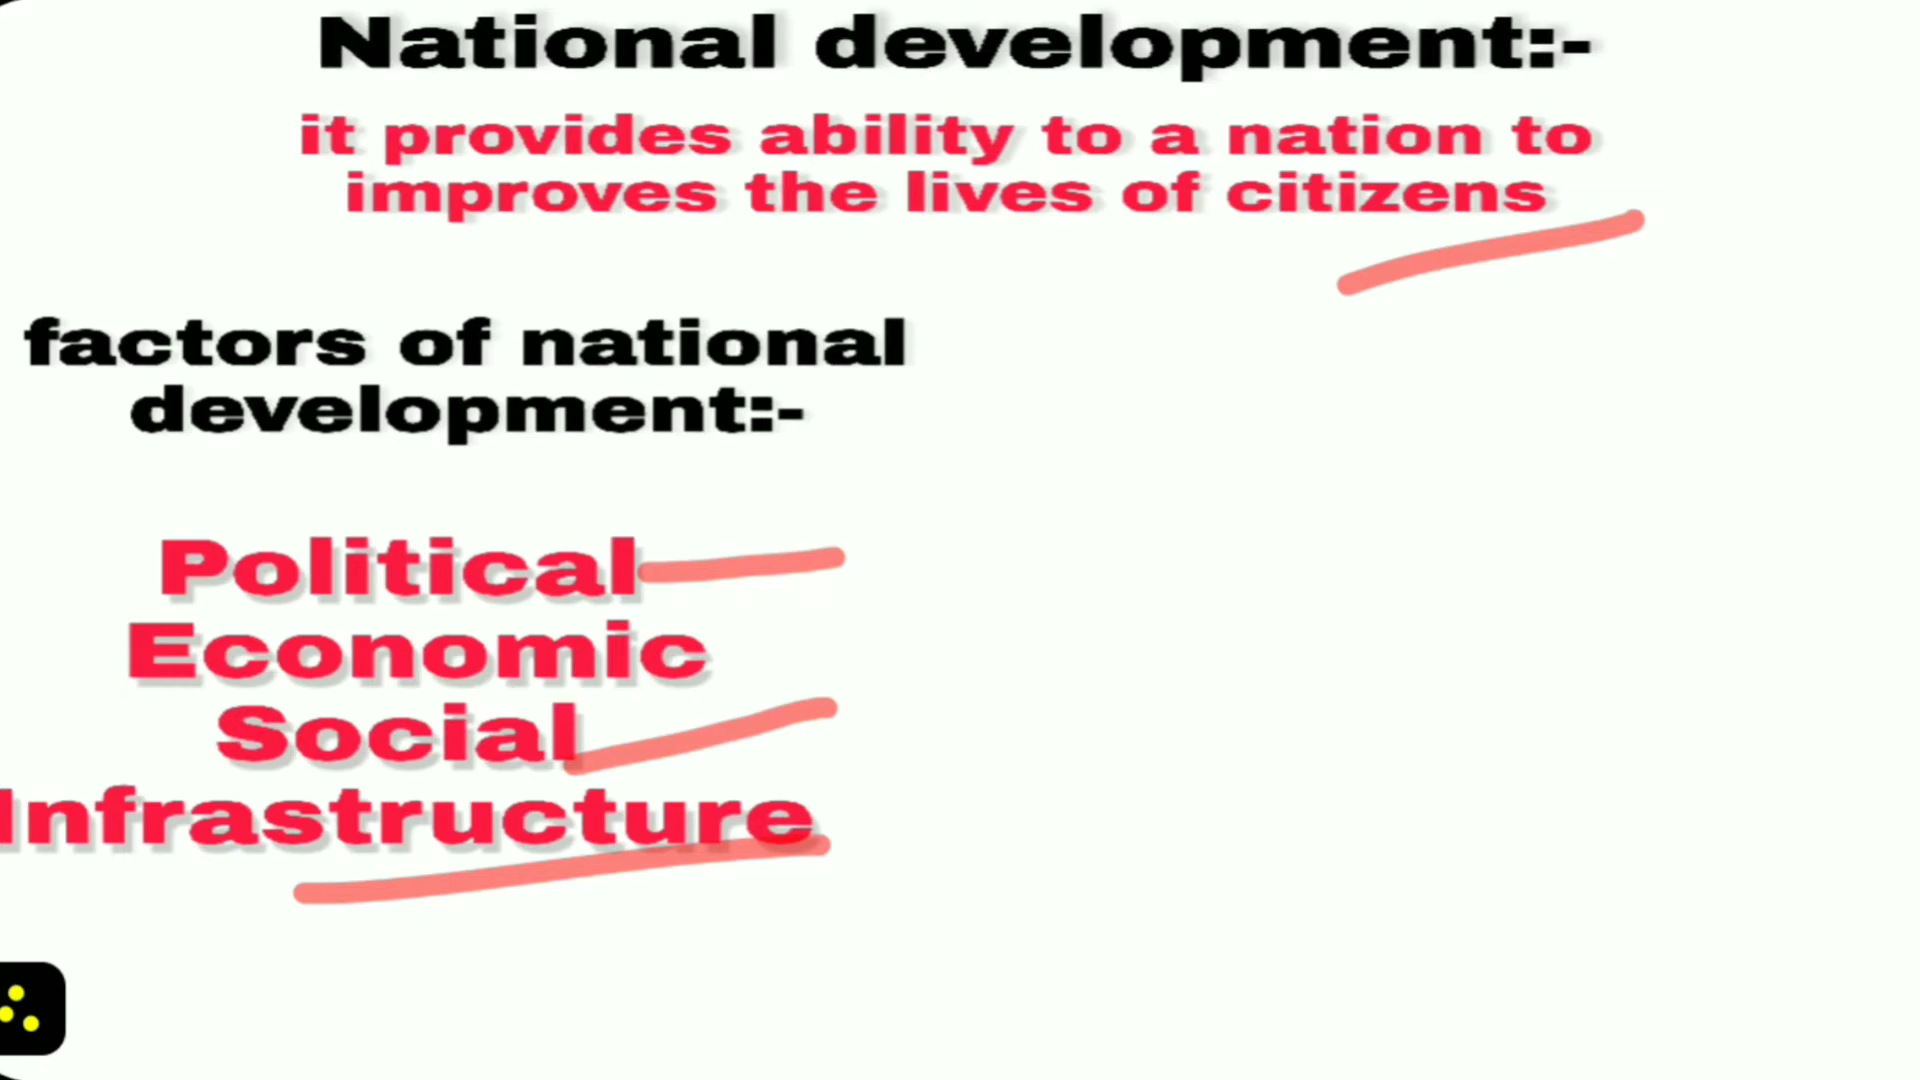 National development:-
it provides ability to a nation to
improves the lives of citizens
factors of national
development:-
Political
Economic
Social
Infrastructure